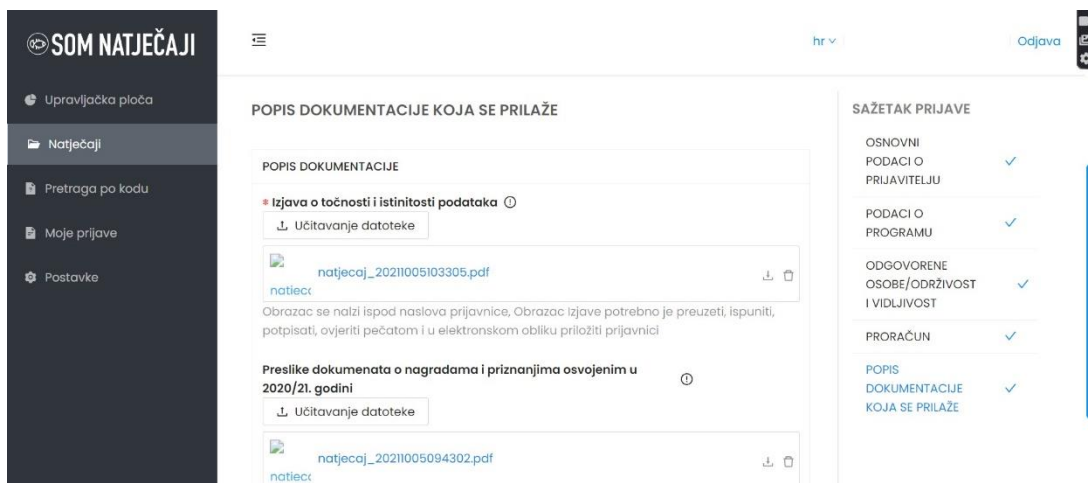 SOM NATJEČAJI
hr
Odjava
Upravljačka ploča
Natječaji
Pretraga po kodu
Moje prijave
Postavke
POPIS DOKUMENTACIJE KOJA SE PRILAŽE
POPIS DOKUMENTACIJE
* Izjava o točnosti i istinitosti podataka
Učitavanje datoteke
natjecaj_20211005103305.pdf
natjecc
Obrazac se nalzi ispod naslova prijavnice, Obrazac izjave potrebno je preuzeti, ispuniti,
potpisati, ovjeriti pečatom i u elektronskom obliku priložiti prijavnici
Preslike dokumenata o nagradama i priznanjima osvojenim u
2020/21. godini
Učitavanje datoteke
natjecaj_20211005094302.pdf
natjecc
SAŽETAK PRIJAVE
OSNOVNI
PODACI O
PRIJAVITELJU
PODACI O
PROGRAMU
ODGOVORENE
OSOBE/ODRŽIVOST
I VIDLJIVOST
PRORAČUN
POPIS
DOKUMENTACIJE
KOJA SE PRILAŽE